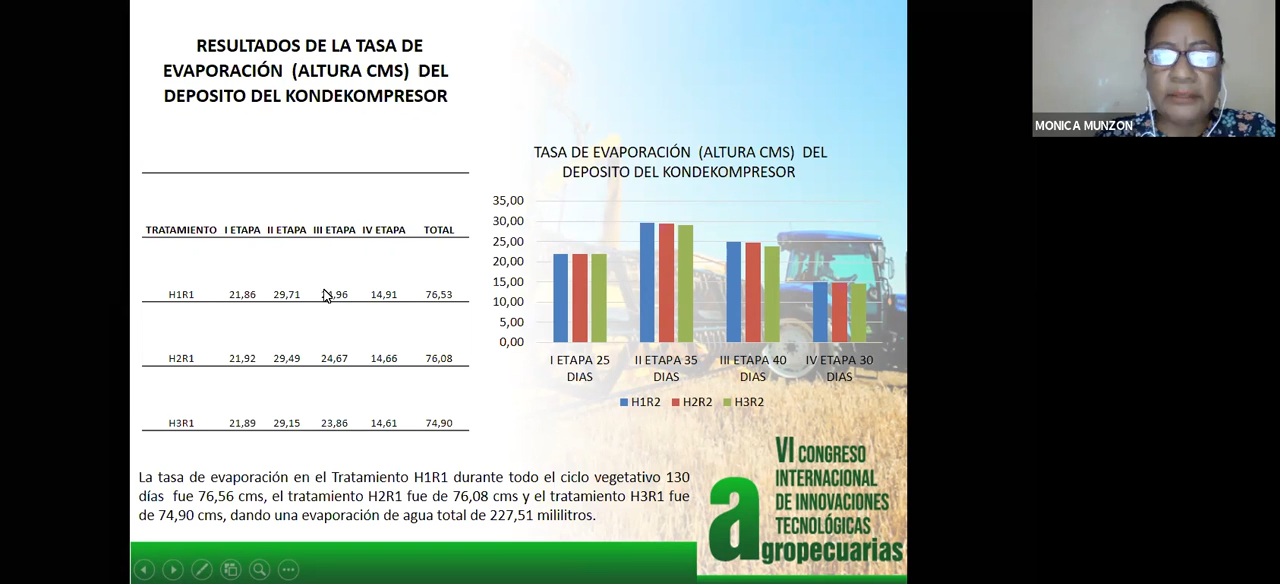 RESULTADOS DE LA TASA DE
EVAPORACIÓN (ALTURA CMS) DEL
DEPOSITO DEL KONDEKOMPRESOR
TRATAMIENTO I ETAPA II ETAPA III ETAPA IV ETAPA TOTAL
H1R1 21,86 29,71 14,91 76,53
H2R1 21,92 29,49 24,67 14,66 76,08
H3R1 21,89 29,15 23,86 14,61 74,90
TASA DE EVAPORACIÓN (ALTURA CMS) DEL
DEPOSITO DEL KONDEKOMPRESOR
35,00
30,00
25,00
20,00
15,00
10,00
5,00
0,00
I ETAPA 25 II ETAPA 35 III ETAPA 40 IV ETAPA 30
DIAS DIAS DIAS DIAS
H1R2 H2R2 H3R2
La tasa de evaporación en el Tratamiento H1R1 durante todo el ciclo vegetativo 130
días fue 76,56 cms, el tratamiento H2R1 fue de 76,08 cms y el tratamiento H3R1 fue
de 74,90 cms, dando una evaporación de agua total de 227,51 mililitros.
VI CONGRESO
INTERNACIONAL
DE INNOVACIONES
TECNOLÓGICAS
agropecuarias
MONICA MUNZON